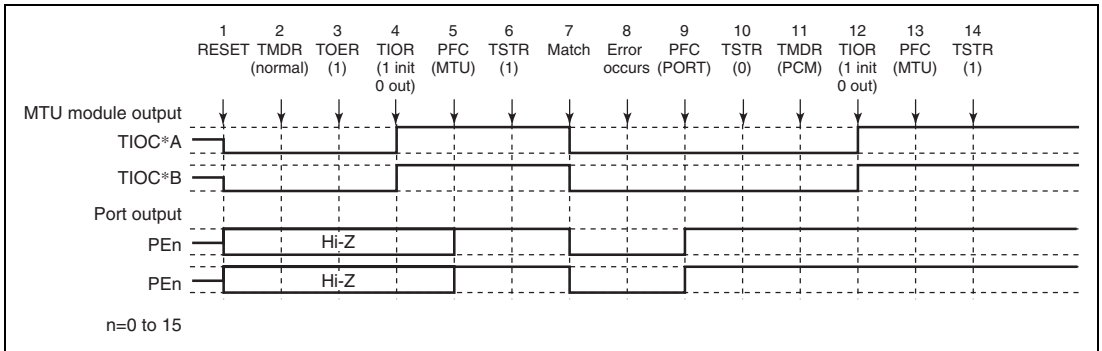 1 2 3 4 5 6 7 8 9 10 11 12 13 14
RESET TMDR TOER TIOR PFC TSTR Match Error PFC TSTR TMDR TIOR PFC TSTR
(normal) (1) (1 init (MTU) (1) occurs (PORT) (0) (PCM) (1 init (MTU) (1)
0 out) 0 out)
MTU module output
TIOC*A
TIOC*B
Port output
PEn Hi-Z
PEn Hi-Z
n=0 to 15